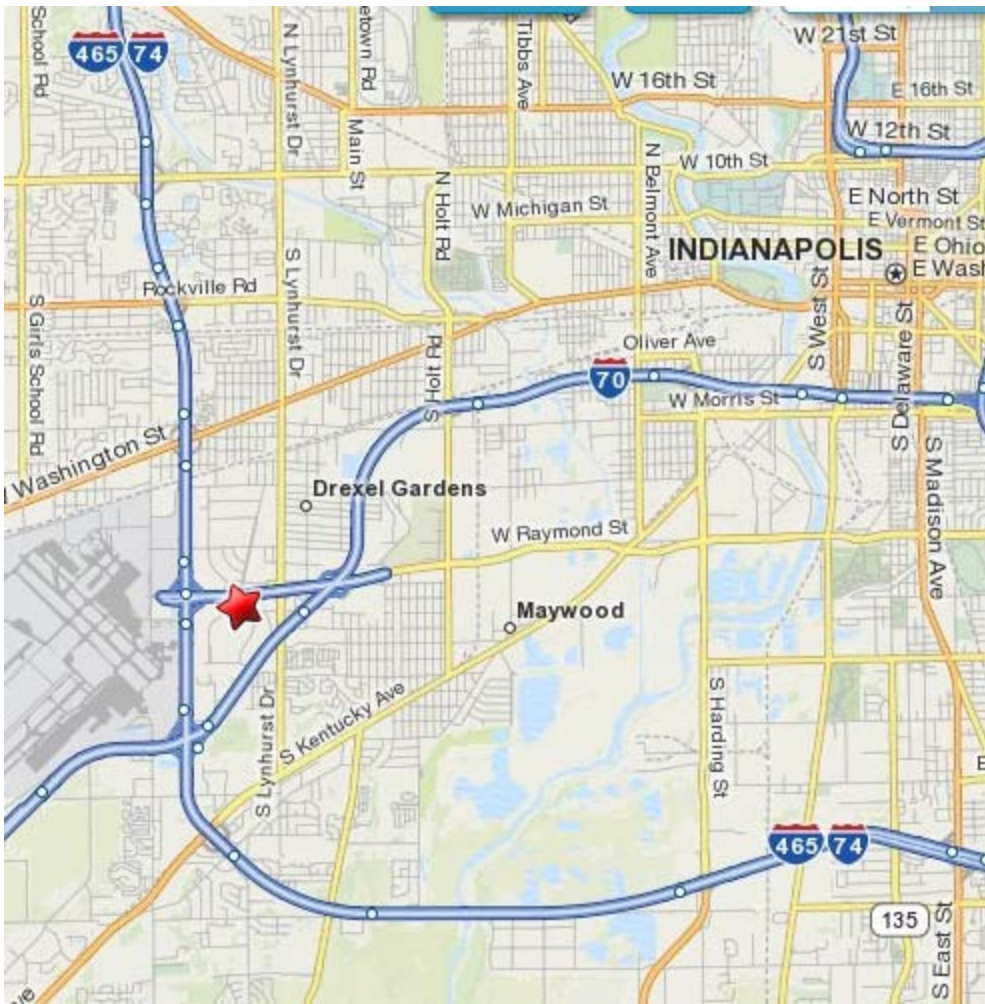 School Rd
465 74
N Lynhurst Dr
etown Rd
Tibbs Ave
W 21st St
W 16th St
E 16th St
W 12th St
Main St
N Holt Rd
W 10th St
N Belmont Ave
W Michigan St
E North St
E Vermont St
INDIANAPOLIS
E Ohio
E Wash
S Lynhurst Dr
Rockville Rd
S Girls School Rd
S Holt Rd
Oliver Ave
S West St
S Delaware St
70
W Morris St
Washington St
S Madison Ave
Drexel Gardens
W Raymond St
Maywood
S Kentucky Ave
S Lynhurst Dr
S Harding St
465 74
135
S East St